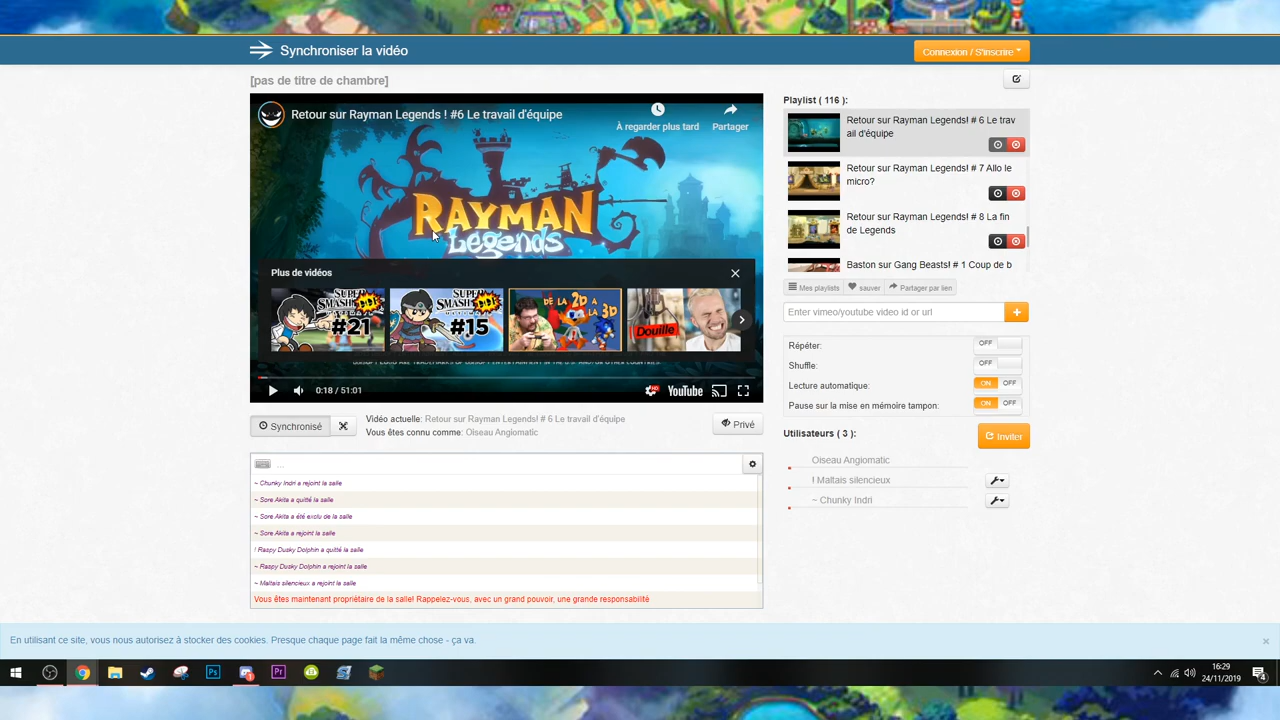 Synchroniser la vidéo
Connexion / S'inscrire
[pas de titre de chambre]
Retour sur Rayman Legends ! #6 Le travail d'équipe
À regarder plus tard
Partager
RAYMAN
Legends
Plus de vidéos
SUPER SMASH BROS
#21
SUPER SMASH BROS
#15
DE LA 2D A LA 3D
Douille
0:18 / 51:01
HD
YouTube
Synchronisé
Vidéo actuelle: Retour sur Rayman Legends! # 6 Le travail d'équipe
Vous êtes connu comme: Oiseau Angiomatic
Privé
...
~ Chunky Indri a rejoint la salle
~ Sore Akita a quitté la salle
~ Sore Akita a été exclu de la salle
~ Sore Akita a rejoint la salle
! Raspy Dusky Dolphin a quitté la salle
~ Raspy Dusky Dolphin a rejoint la salle
~ Maltais silencieux a rejoint la salle
Vous êtes maintenant propriétaire de la salle! Rappelez-vous, avec un grand pouvoir, une grande responsabilité
Playlist ( 116 ):
Retour sur Rayman Legends! # 6 Le trav
ail d'équipe
Retour sur Rayman Legends! # 7 Allo le
micro?
Retour sur Rayman Legends! # 8 La fin
de Legends
Baston sur Gang Beasts! # 1 Coup de b
Mes playlists
sauver
Partager par lien
Enter vimeo/youtube video id or url
Répéter:
OFF
Shuffle:
OFF
Lecture automatique:
ON OFF
Pause sur la mise en mémoire tampon:
ON OFF
Utilisateurs ( 3 ):
Inviter
Oiseau Angiomatic
! Maltais silencieux
~ Chunky Indri
En utilisant ce site, vous nous autorisez à stocker des cookies. Presque chaque page fait la même chose - ça va.
×
Ps
1
Pr
16:29
24/11/2019
4